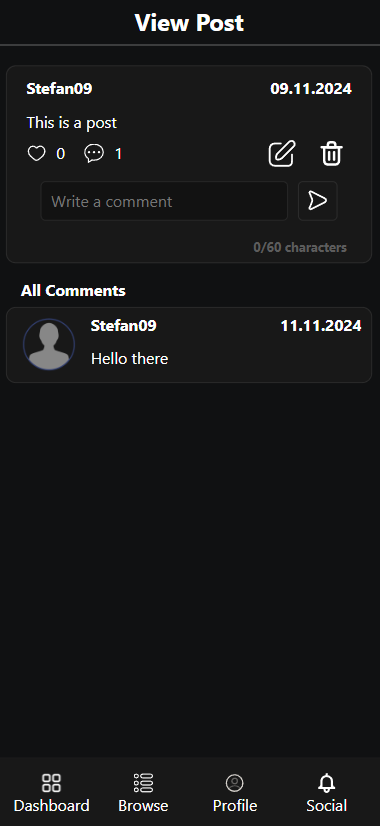 View Post
Stefan09 09.11.2024
This is a post
0 1
Write a comment
0/60 characters
All Comments
Stefan09 11.11.2024
Hello there
Dashboard Browse Profile Social